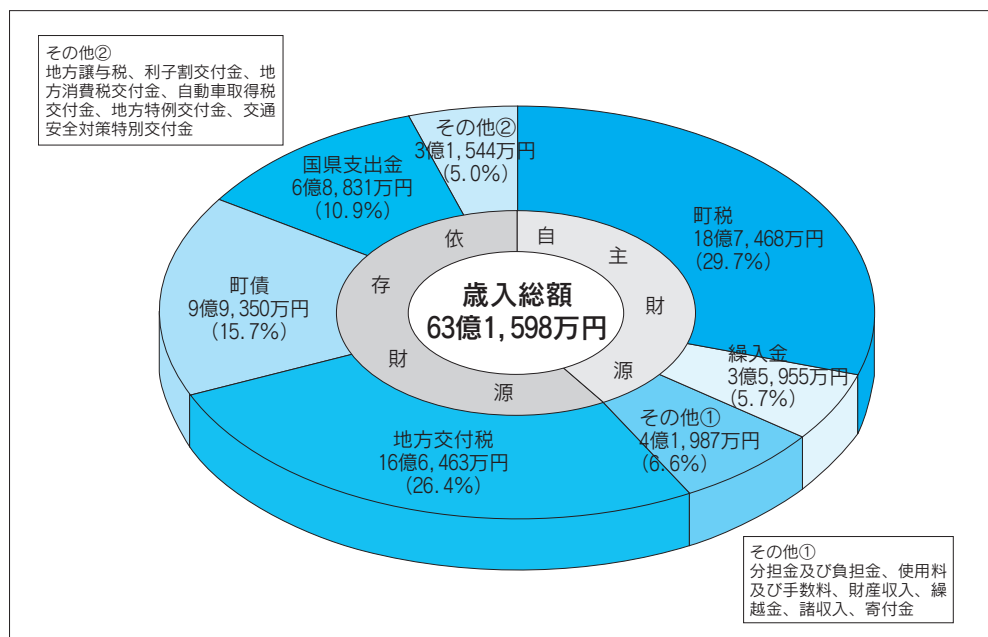 その他②
地方譲与税、利子割交付金、地
方消費税交付金、自動車取得税
交付金、地方特例交付金、交通
安全対策特別交付金
その他②
3億1,544万円
(5.0%)
国県支出金
6億8,831万円
(10.9%)
町税
18億7,468万円
(29.7%)
町債
9億9,350万円
(15.7%)
依存財源
自主財源
歳入総額
63億1,598万円
繰入金
3億5,955万円
(5.7%)
その他①
4億1,987万円
(6.6%)
地方交付税
16億6,463万円
(26.4%)
その他①
分担金及び負担金、使用料
及び手数料、財産収入、繰
越金、諸収入、寄付金